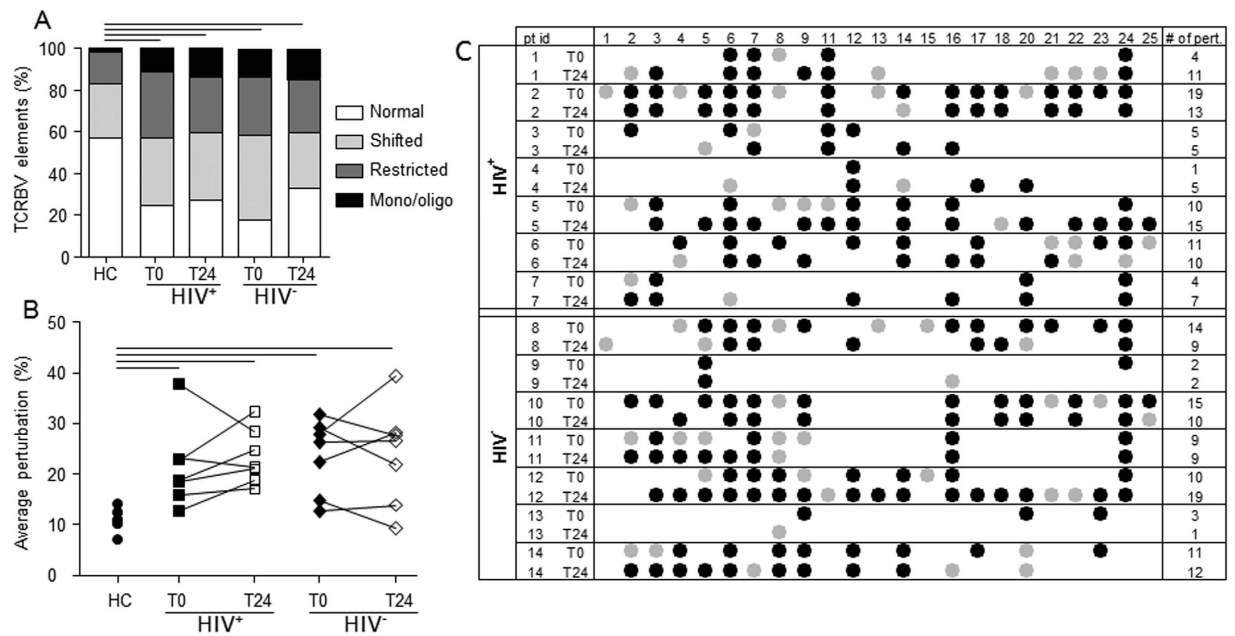 A
TCRBV elements (%)
100
80
60
40
20
0
HC
T0
T24
T0
T24
HIV+
HIV-
Normal
Shifted
Restricted
Mono/oligo
B
Average perturbation (%)
50
40
30
20
10
0
HC
T0
T24
T0
T24
HIV+
HIV-
C
pt id 1 2 3 4 5 6 7 8 9 11 12 13 14 15 16 17 18 20 21 22 23 24 25 # of pert.
HIV+
1 T0 4
1 T24 11
2 T0 19
2 T24 13
3 T0 5
3 T24 5
4 T0 1
4 T24 5
5 T0 10
5 T24 15
6 T0 11
6 T24 10
7 T0 4
7 T24 7
HIV-
8 T0 14
8 T24 9
9 T0 2
9 T24 2
10 T0 15
10 T24 10
11 T0 9
11 T24 9
12 T0 10
12 T24 19
13 T0 3
13 T24 1
14 T0 11
14 T24 12